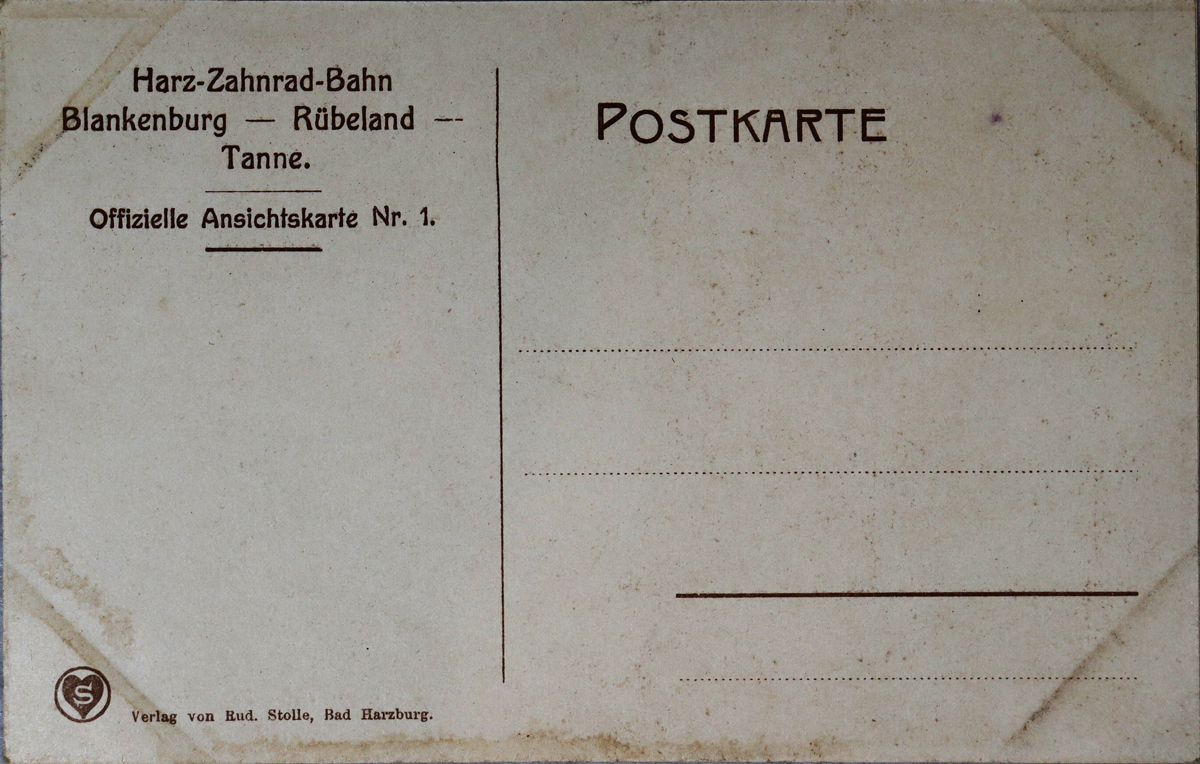 Harz-Zahnrad-Bahn
Blankenburg — Rübeland —
Tanne.
Offizielle Ansichtskarte Nr. 1.
POSTKARTE
S
Verlag von Rud. Stolle, Bad Harzburg.